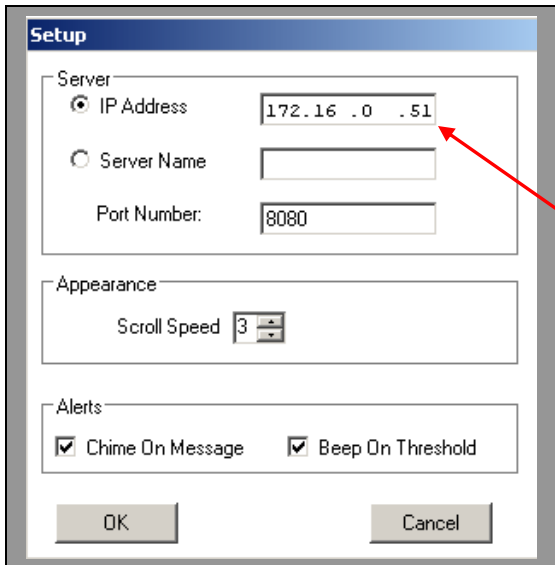 Setup
Server
IP Address 172.16 .0 .51
Server Name
Port Number: 8080
Appearance
Scroll Speed 3
Alerts
Chime On Message Beep On Threshold
OK Cancel